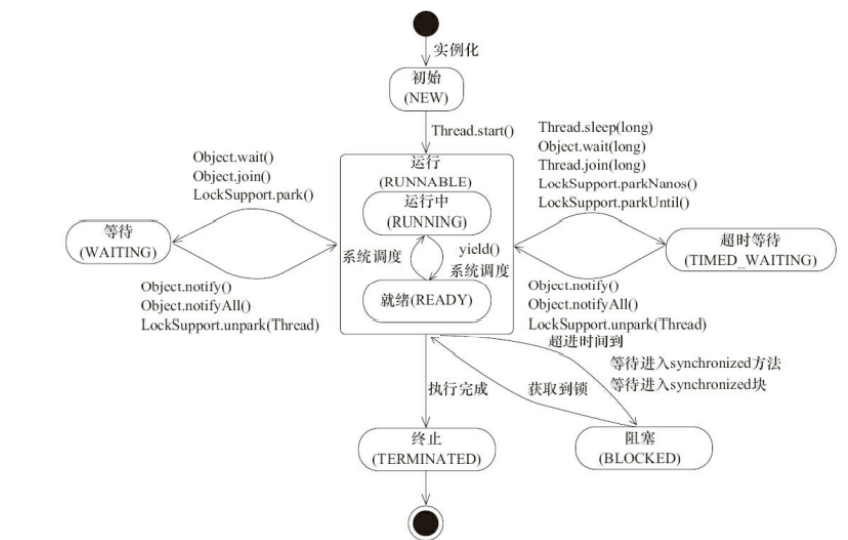 实例化
初始
(NEW)
Thread.start()
Object.wait()
Object.join()
LockSupport.park()
Thread.sleep(long)
Object.wait(long)
Thread.join(long)
LockSupport.parkNanos()
LockSupport.parkUntil()
运行
(RUNNABLE)
运行中
(RUNNING)
系统调度
yield()
系统调度
就绪(READY)
等待
(WAITING)
超时等待
(TIMED_WAITING)
Object.notify()
Object.notifyAll()
LockSupport.unpark(Thread)
Object.notify()
Object.notifyAll()
LockSupport.unpark(Thread)
超进时间到
等待进入synchronized方法
等待进入synchronized块
获取到锁
执行完成
终止
(TERMINATED)
阻塞
(BLOCKED)